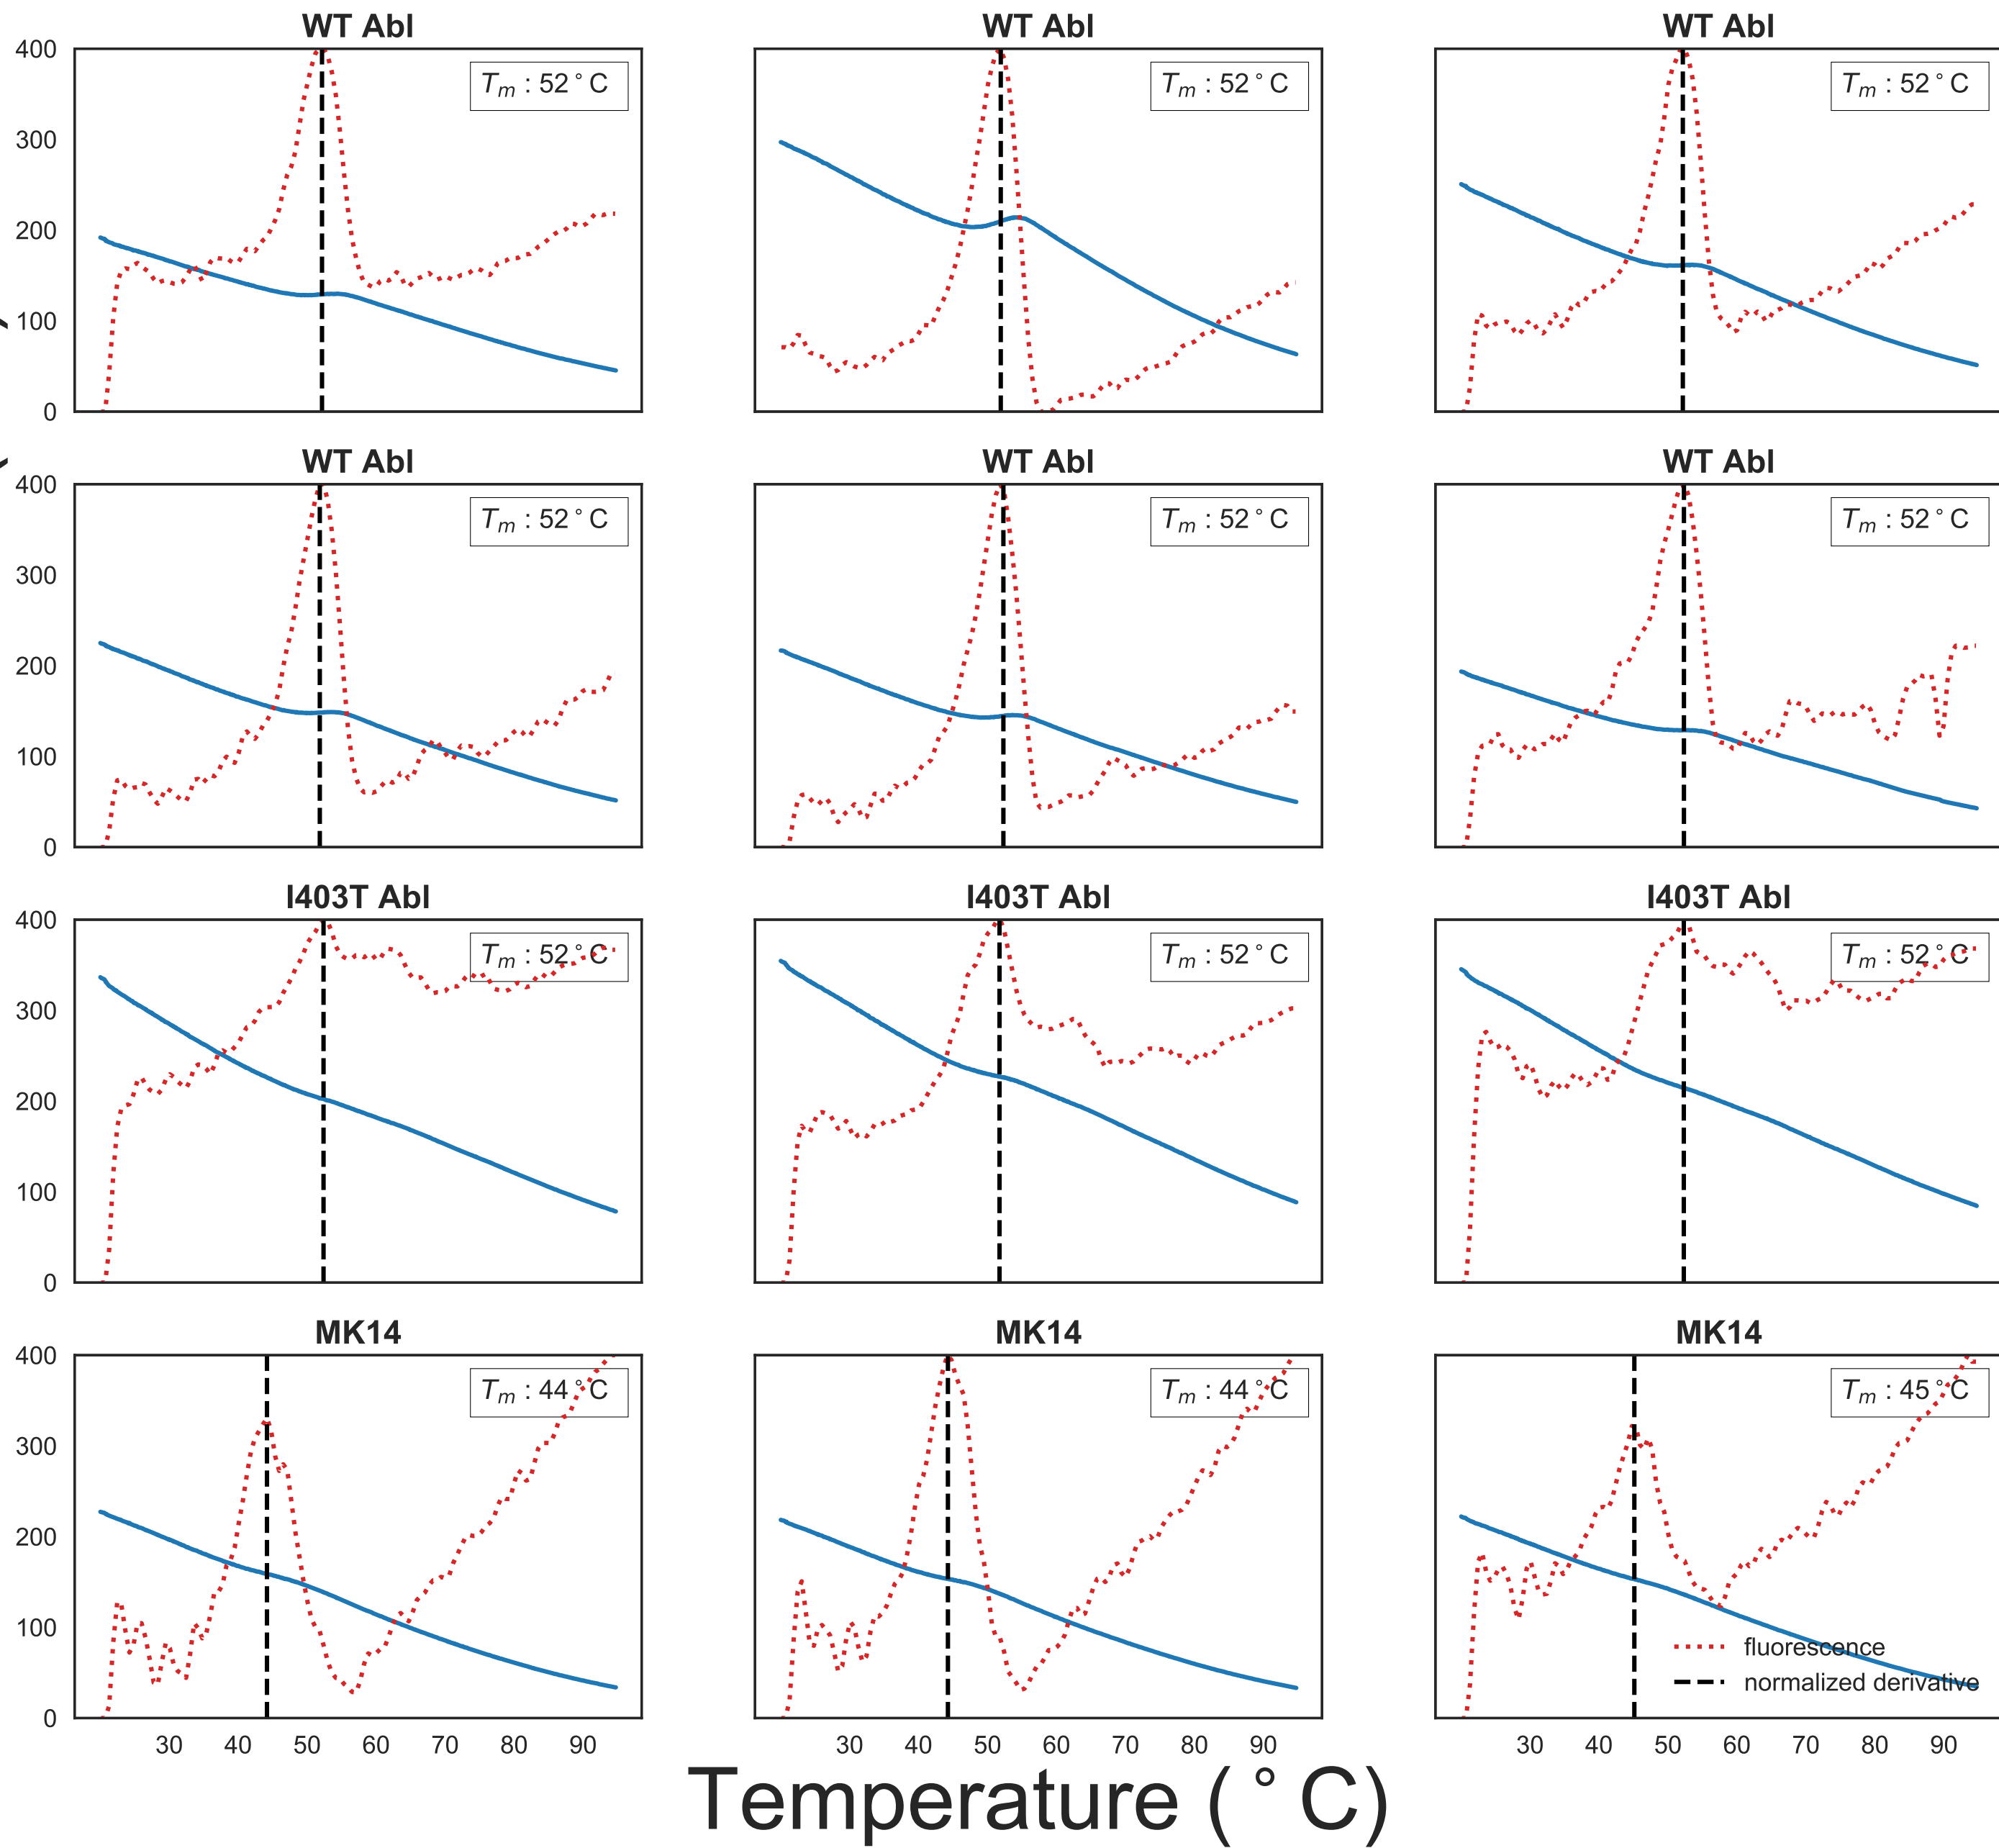 WT Abl WT Abl WT Abl
400
T_m : 52°C T_m : 52°C T_m : 52°C
300
200
100
0
WT Abl WT Abl WT Abl
400
T_m : 52°C T_m : 52°C T_m : 52°C
300
200
100
0
I403T Abl I403T Abl I403T Abl
400
T_m : 52°C T_m : 52°C T_m : 52°C
300
200
100
0
MK14 MK14 MK14
400
T_m : 44°C T_m : 44°C T_m : 45°C
300
200
100
fluorescence
normalized derivative
0
30 40 50 60 70 80 90 30 40 50 60 70 80 90 30 40 50 60 70 80 90
Temperature (°C)